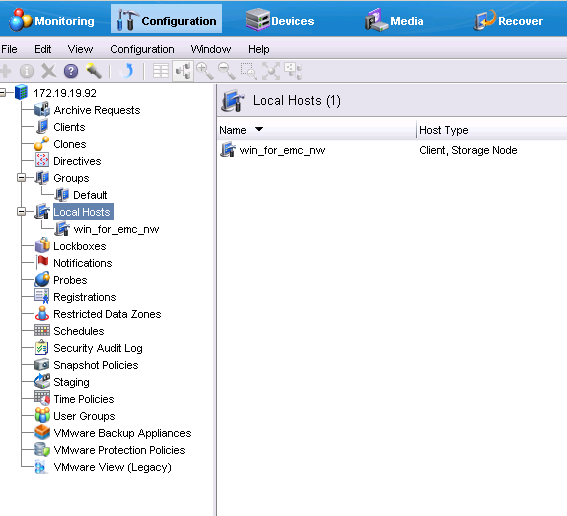 Monitoring Configuration Devices Media Recover
File Edit View Configuration Window Help
172.19.19.92
Archive Requests
Clients
Clones
Directives
Groups
Default
Local Hosts
win_for_emc_nw
Lockboxes
Notifications
Probes
Registrations
Restricted Data Zones
Schedules
Security Audit Log
Snapshot Policies
Staging
Time Policies
User Groups
VMware Backup Appliances
VMware Protection Policies
VMware View (Legacy)
Local Hosts (1)
Name Host Type
win_for_emc_nw Client, Storage Node